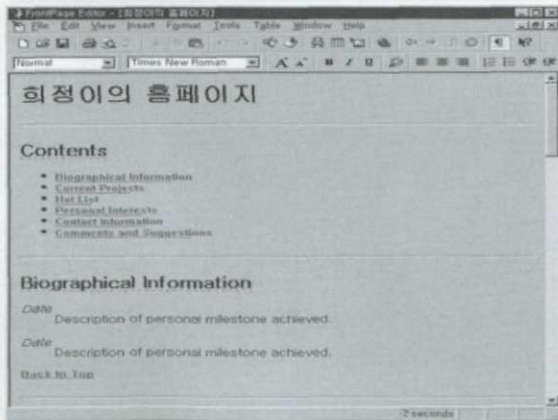 FrontPage Editor - [희정이의 홈페이지]
File Edit View Insert Format Tools Table Window Help
Normal Times New Roman
희정이의 홈페이지
Contents
Biographical Information
Current Projects
Hot List
Personal Interests
Contact Information
Comments and Suggestions
Biographical Information
Date
Description of personal milestone achieved.
Date
Description of personal milestone achieved.
Back to Top
2 seconds